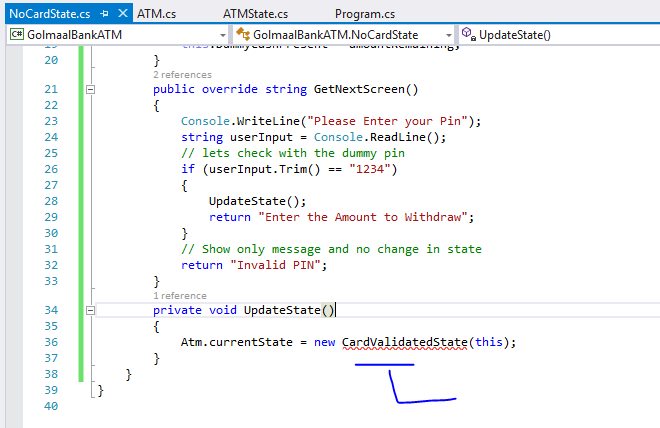 NoCardState.cs ATM.cs ATMState.cs Program.cs
GolmaalBankATM GolmaalBankATM.NoCardState UpdateState()
20 }
2 references
21 public override string GetNextScreen()
22 {
23 Console.WriteLine("Please Enter your Pin");
24 string userInput = Console.ReadLine();
25 // lets check with the dummy pin
26 if (userInput.Trim() == "1234")
27 {
28 UpdateState();
29 return "Enter the Amount to Withdraw";
30 }
31 // Show only message and no change in state
32 return "Invalid PIN";
33 }
1 reference
34 private void UpdateState()
35 {
36 Atm.currentState = new CardValidatedState(this);
37 }
38 }
39 }
40